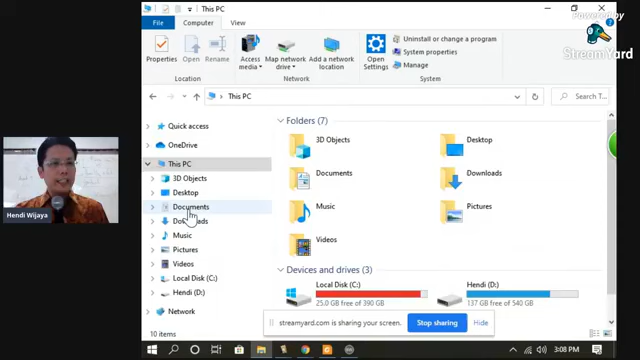 This PC
File
Computer
View
Properties
Open
Rename
Access media
Map network drive
Add a network location
Open Settings
Uninstall or change a program
System properties
Manage
Location
Network
System
Powered by
StreamYard
This PC
Search T...
Quick access
OneDrive
This PC
3D Objects
Desktop
Documents
Downloads
Music
Pictures
Videos
Local Disk (C:)
Hendi (D:)
Network
Folders (7)
3D Objects
Desktop
Documents
Downloads
Music
Pictures
Videos
Devices and drives (3)
Local Disk (C:)
25.0 GB free of 390 GB
Hendi (D:)
137 GB free of 540 GB
streamyard.com is sharing your screen.
Stop sharing
Hide
10 items
3:08 PM
Hendi Wijaya